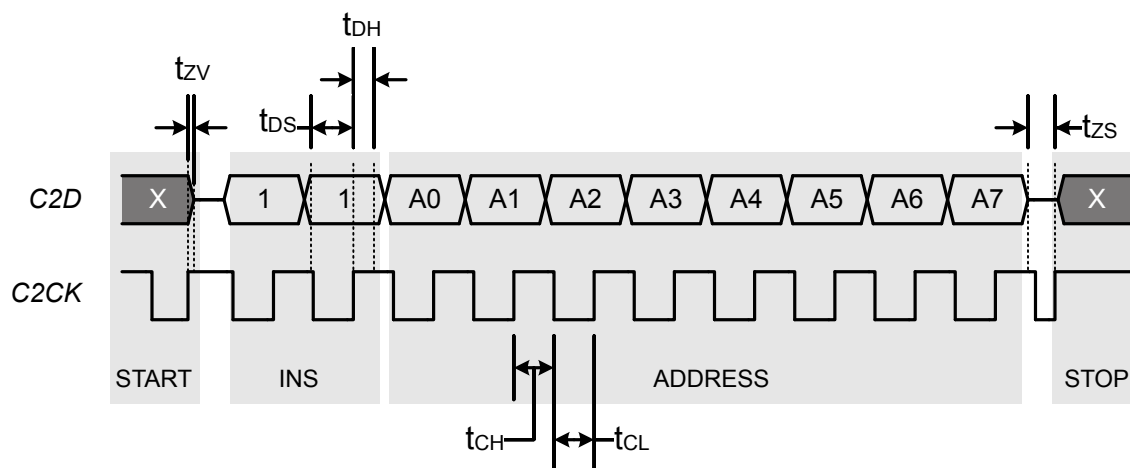 tDH
tZV
tDS
tZS
C2D X 1 1 A0 A1 A2 A3 A4 A5 A6 A7 X
C2CK
START INS ADDRESS STOP
tCH tCL